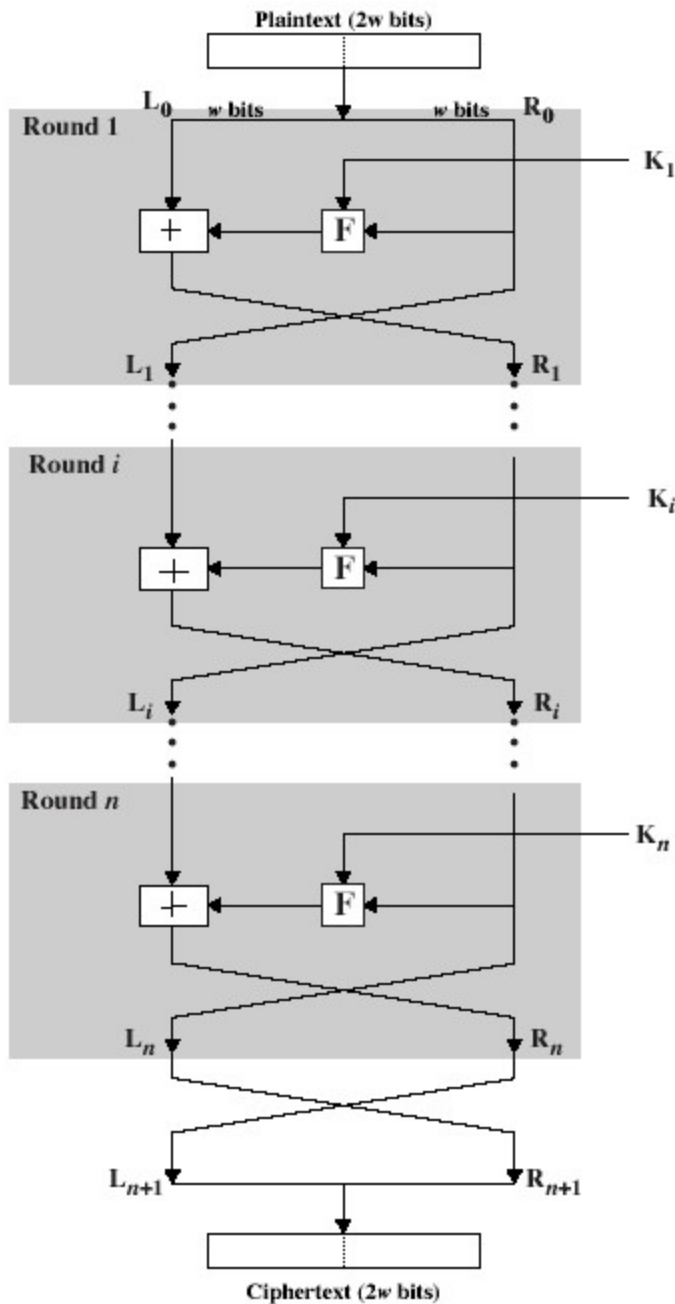 Plaintext (2w bits)
L0 w bits w bits R0
Round 1
K1
+ F
L1 R1
Round i
Ki
+ F
Li Ri
Round n
Kn
+ F
Ln Rn
Ln+1 Rn+1
Ciphertext (2w bits)